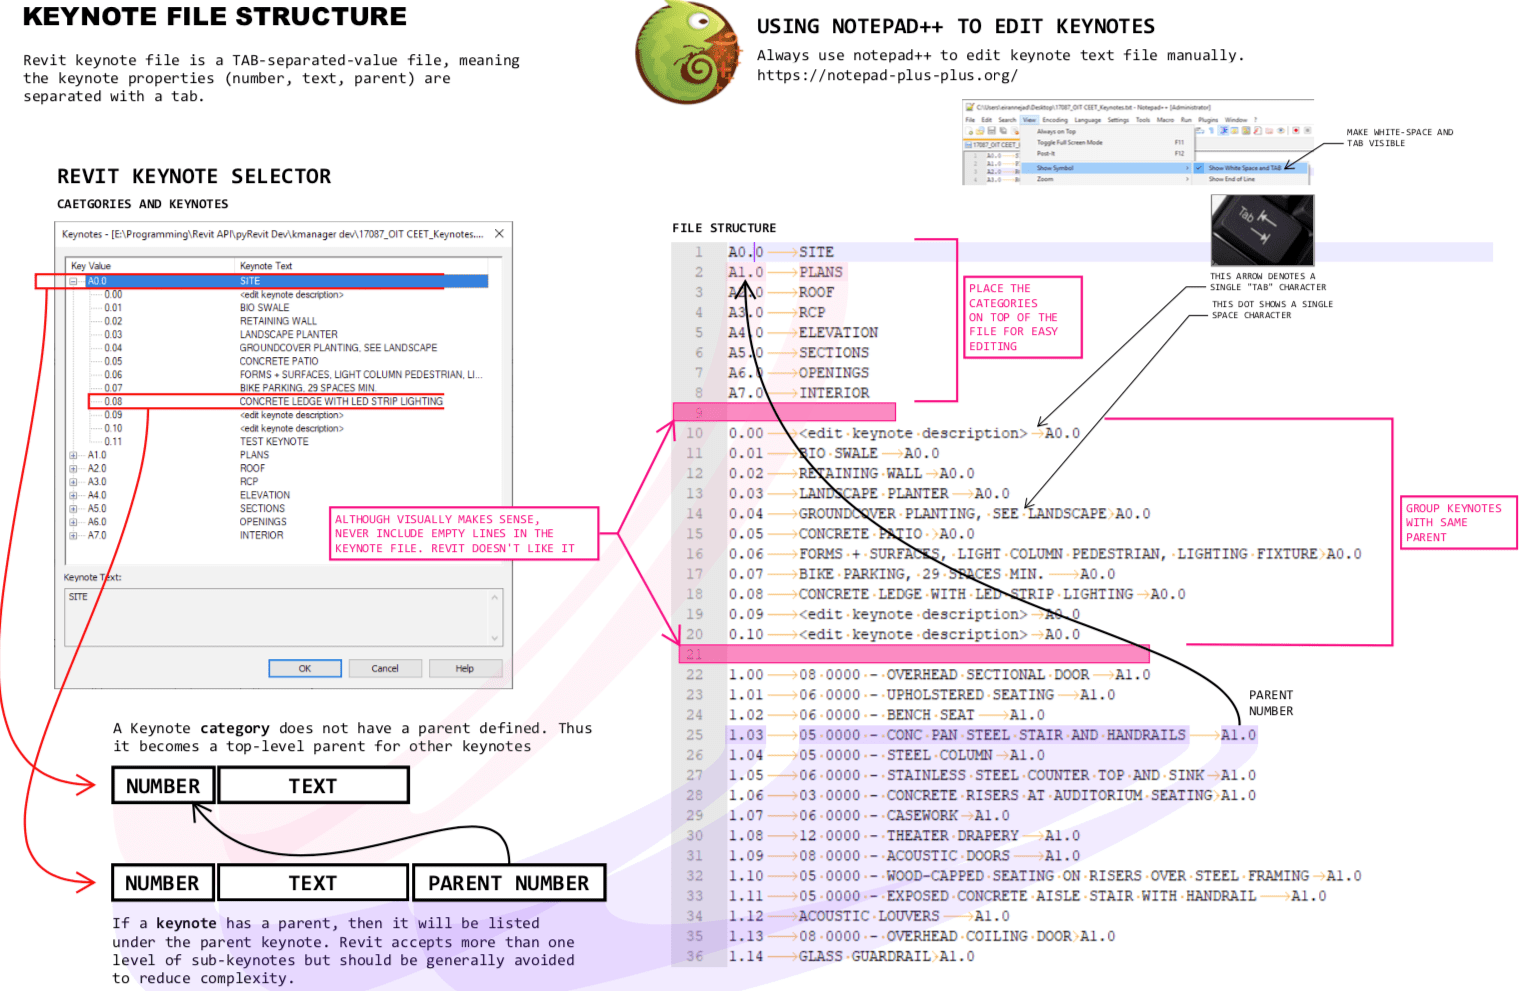 KEYNOTE FILE STRUCTURE
Revit keynote file is a TAB-separated-value file, meaning
the keynote properties (number, text, parent) are
separated with a tab.
USING NOTEPAD++ TO EDIT KEYNOTES
Always use notepad++ to edit keynote text file manually.
https://notepad-plus-plus.org/
C:\Users\eirannejad\Desktop\17087_OIT CEET_Keynotes.txt - Notepad++ [Administrator]
File Edit Search View Encoding Language Settings Tools Macro Run Plugins Window ?
Always on Top
Toggle Full Screen Mode F11
Post-It F12
Show Symbol
Zoom
Show White Space and TAB
Show End of Line
17087_OIT CEET_
1 A0.0
2 A1.0
3 A2.0
4 A3.0
MAKE WHITE-SPACE AND
TAB VISIBLE
Tab
THIS ARROW DENOTES A
SINGLE "TAB" CHARACTER
THIS DOT SHOWS A SINGLE
SPACE CHARACTER
REVIT KEYNOTE SELECTOR
CAETGORIES AND KEYNOTES
Keynotes - [E:\Programming\Revit API\pyRevit Dev\kmanager dev\17087_OIT CEET_Keynotes....
Key Value Keynote Text
A0.0 SITE
0.00 <edit keynote description>
0.01 BIO SWALE
0.02 RETAINING WALL
0.03 LANDSCAPE PLANTER
0.04 GROUNDCOVER PLANTING, SEE LANDSCAPE
0.05 CONCRETE PATIO
0.06 FORMS + SURFACES, LIGHT COLUMN PEDESTRIAN, LI...
0.07 BIKE PARKING, 29 SPACES MIN.
0.08 CONCRETE LEDGE WITH LED STRIP LIGHTING
0.09 <edit keynote description>
0.10 <edit keynote description>
0.11 TEST KEYNOTE
A1.0 PLANS
A2.0 ROOF
A3.0 RCP
A4.0 ELEVATION
A5.0 SECTIONS
A6.0 OPENINGS
A7.0 INTERIOR
Keynote Text:
SITE
OK Cancel Help
ALTHOUGH VISUALLY MAKES SENSE,
NEVER INCLUDE EMPTY LINES IN THE
KEYNOTE FILE. REVIT DOESN'T LIKE IT
A Keynote category does not have a parent defined. Thus
it becomes a top-level parent for other keynotes
NUMBER TEXT
NUMBER TEXT PARENT NUMBER
If a keynote has a parent, then it will be listed
under the parent keynote. Revit accepts more than one
level of sub-keynotes but should be generally avoided
to reduce complexity.
FILE STRUCTURE
1 A0.0 SITE
2 A1.0 PLANS
3 A2.0 ROOF
4 A3.0 RCP
5 A4.0 ELEVATION
6 A5.0 SECTIONS
7 A6.0 OPENINGS
8 A7.0 INTERIOR
9
10 0.00 <edit·keynote·description> A0.0
11 0.01 BIO·SWALE A0.0
12 0.02 RETAINING·WALL A0.0
13 0.03 LANDSCAPE·PLANTER A0.0
14 0.04 GROUNDCOVER·PLANTING,·SEE·LANDSCAPE A0.0
15 0.05 CONCRETE·PATIO A0.0
16 0.06 FORMS·+·SURFACES,·LIGHT·COLUMN·PEDESTRIAN,·LIGHTING·FIXTURE A0.0
17 0.07 BIKE·PARKING,·29·SPACES·MIN. A0.0
18 0.08 CONCRETE·LEDGE·WITH·LED·STRIP·LIGHTING A0.0
19 0.09 <edit·keynote·description> A0.0
20 0.10 <edit·keynote·description> A0.0
21
22 1.00 08·0000·-·OVERHEAD·SECTIONAL·DOOR A1.0
23 1.01 06·0000·-·UPHOLSTERED·SEATING A1.0
24 1.02 06·0000·-·BENCH·SEAT A1.0
25 1.03 05·0000·-·CONC·PAN·STEEL·STAIR·AND·HANDRAILS A1.0
26 1.04 05·0000·-·STEEL·COLUMN A1.0
27 1.05 06·0000·-·STAINLESS·STEEL·COUNTER·TOP·AND·SINK A1.0
28 1.06 03·0000·-·CONCRETE·RISERS·AT·AUDITORIUM·SEATING A1.0
29 1.07 06·0000·-·CASEWORK A1.0
30 1.08 12·0000·-·THEATER·DRAPERY A1.0
31 1.09 08·0000·-·ACOUSTIC·DOORS A1.0
32 1.10 05·0000·-·WOOD-CAPPED·SEATING·ON·RISERS·OVER·STEEL·FRAMING A1.0
33 1.11 05·0000·-·EXPOSED·CONCRETE·AISLE·STAIR·WITH·HANDRAIL A1.0
34 1.12 ACOUSTIC·LOUVERS A1.0
35 1.13 08·0000·-·OVERHEAD·COILING·DOOR A1.0
36 1.14 GLASS·GUARDRAIL A1.0
PLACE THE
CATEGORIES
ON TOP OF THE
FILE FOR EASY
EDITING
GROUP KEYNOTES
WITH SAME
PARENT
PARENT
NUMBER